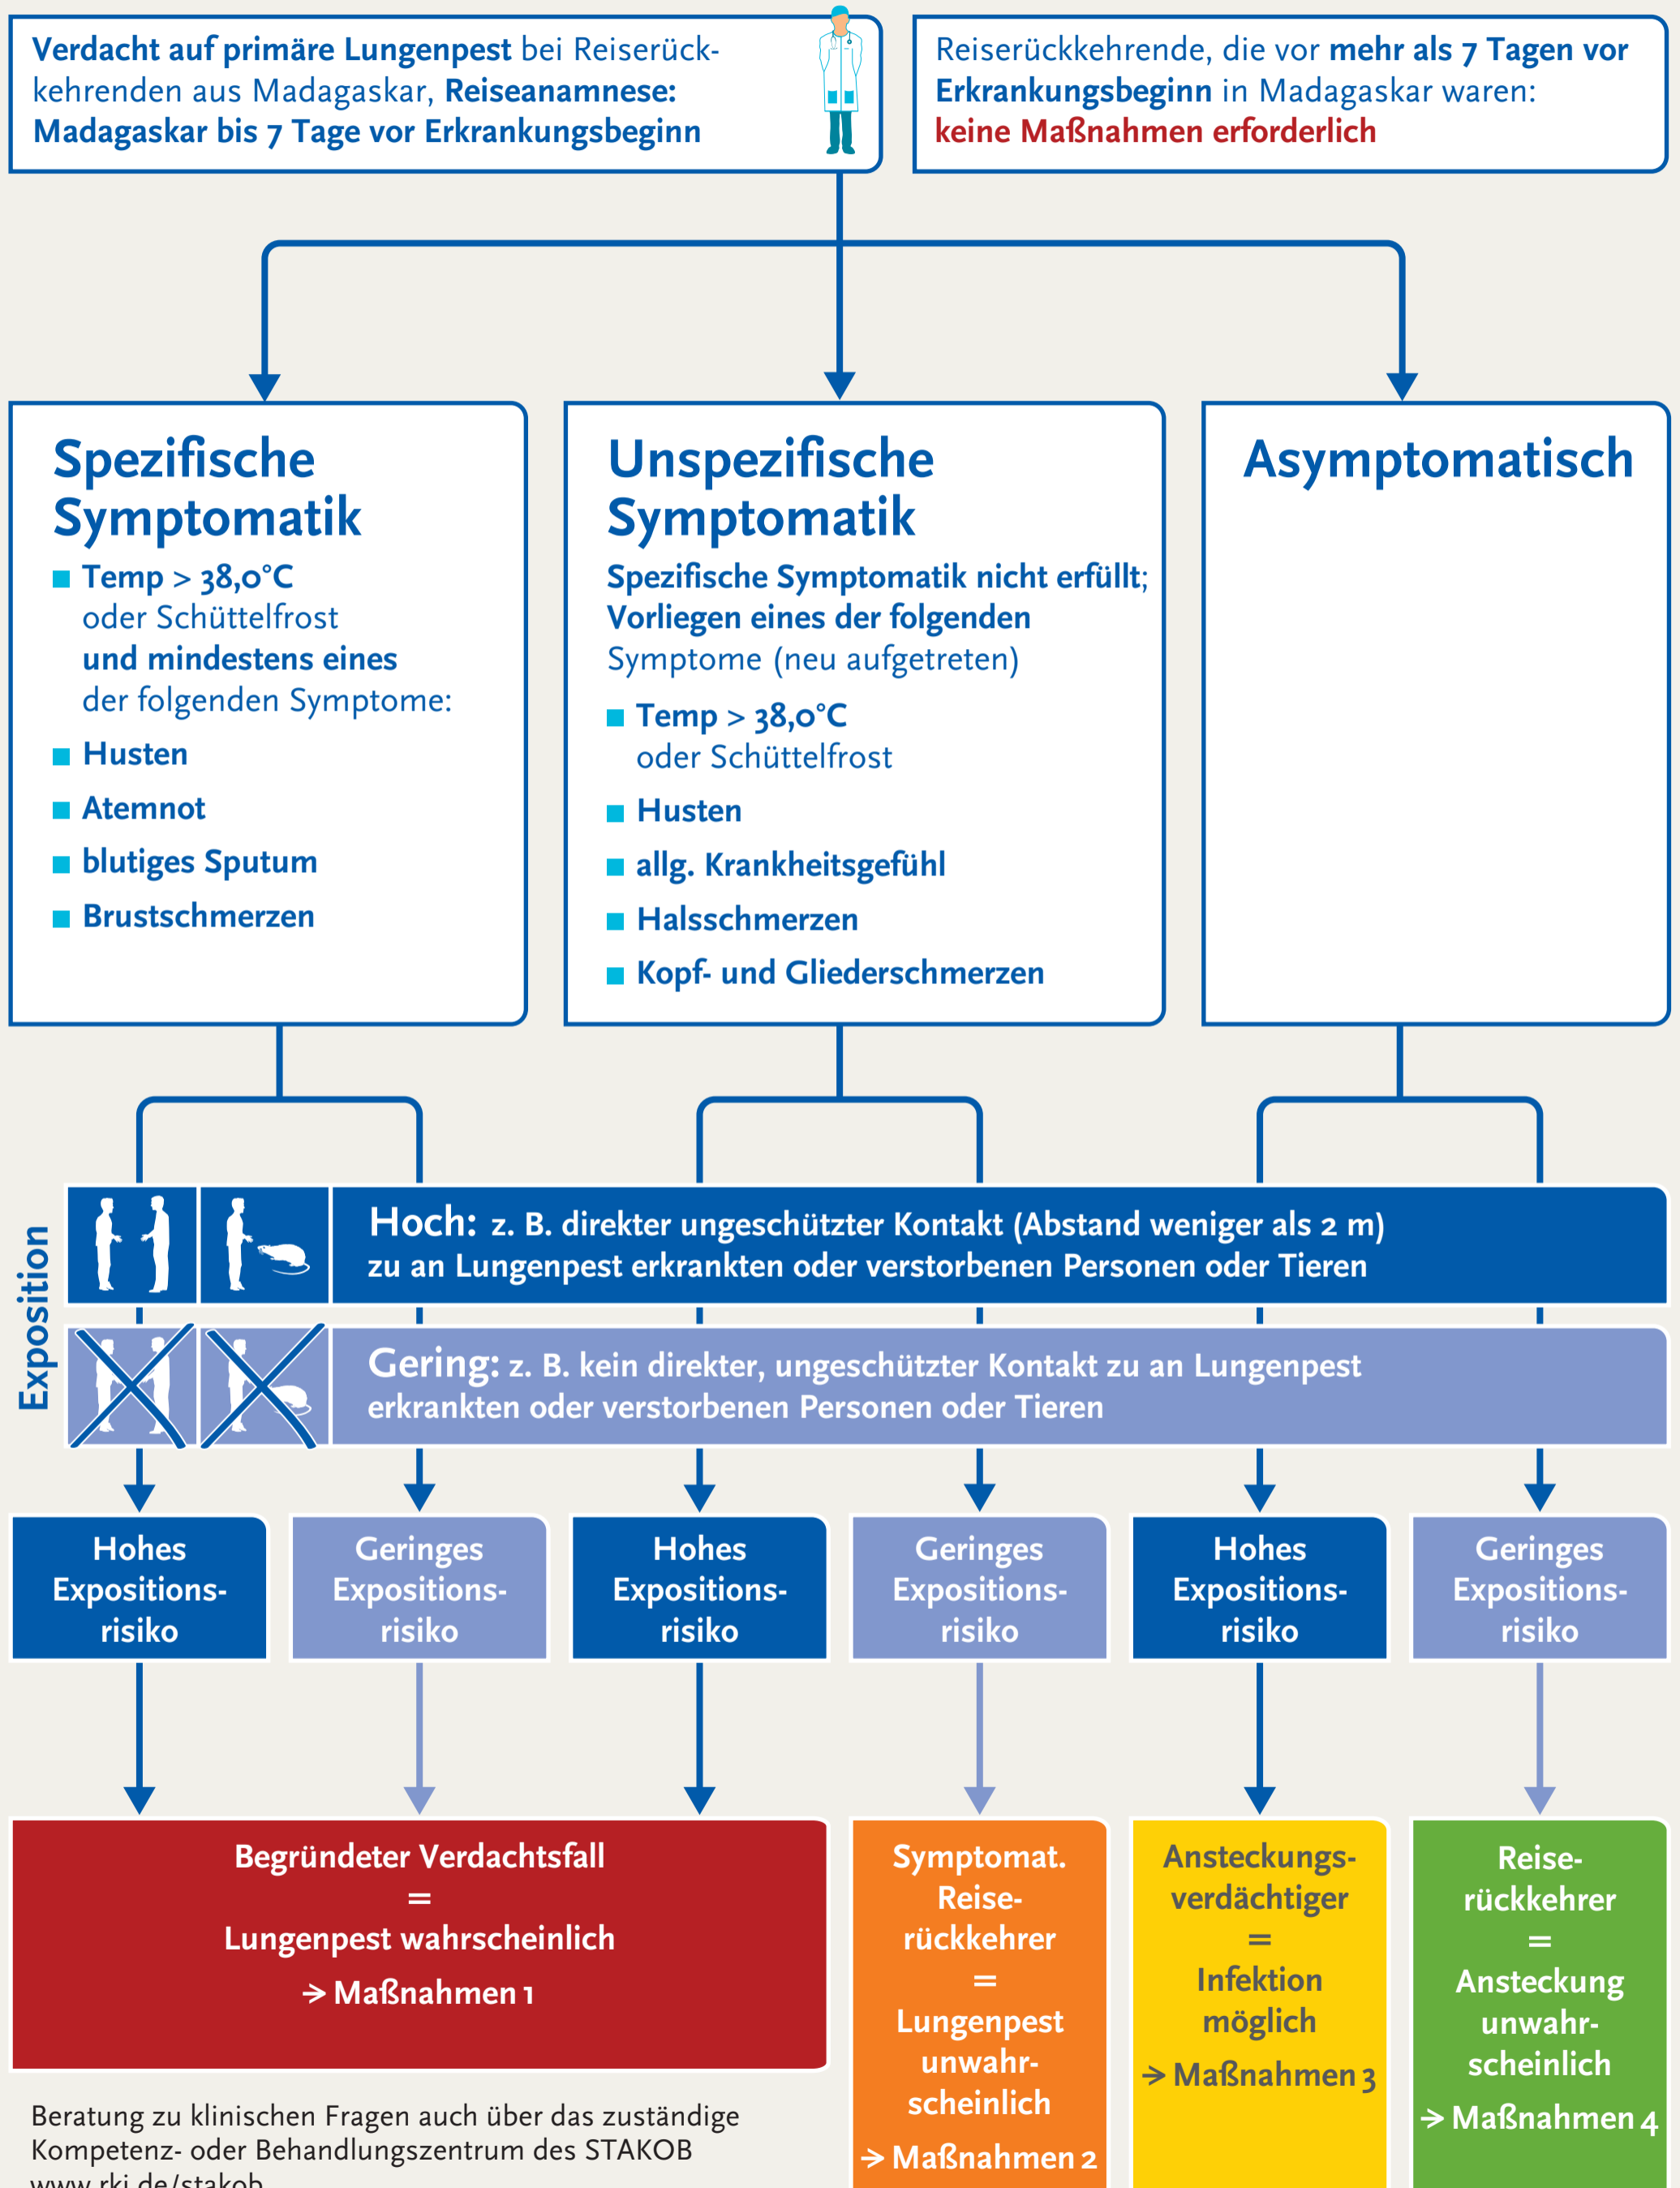 Verdacht auf primäre Lungenpest bei Reiserück-
kehrenden aus Madagaskar, Reiseanamnese:
Madagaskar bis 7 Tage vor Erkrankungsbeginn
Reiserückkehrende, die vor mehr als 7 Tagen vor
Erkrankungsbeginn in Madagaskar waren:
keine Maßnahmen erforderlich
Spezifische
Symptomatik
Temp > 38,0°C
oder Schüttelfrost
und mindestens eines
der folgenden Symptome:
Husten
Atemnot
blutiges Sputum
Brustschmerzen
Unspezifische
Symptomatik
Spezifische Symptomatik nicht erfüllt;
Vorliegen eines der folgenden
Symptome (neu aufgetreten)
Temp > 38,0°C
oder Schüttelfrost
Husten
allg. Krankheitsgefühl
Halsschmerzen
Kopf- und Gliederschmerzen
Asymptomatisch
Exposition
Hoch: z. B. direkter ungeschützter Kontakt (Abstand weniger als 2 m)
zu an Lungenpest erkrankten oder verstorbenen Personen oder Tieren
Gering: z. B. kein direkter, ungeschützter Kontakt zu an Lungenpest
erkrankten oder verstorbenen Personen oder Tieren
Hohes
Expositions-
risiko
Geringes
Expositions-
risiko
Hohes
Expositions-
risiko
Geringes
Expositions-
risiko
Hohes
Expositions-
risiko
Geringes
Expositions-
risiko
Begründeter Verdachtsfall
=
Lungenpest wahrscheinlich
→ Maßnahmen 1
Symptomat.
Reise-
rückkehrer
=
Lungenpest
unwahr-
scheinlich
→ Maßnahmen 2
Ansteckungs-
verdächtiger
=
Infektion
möglich
→ Maßnahmen 3
Reise-
rückkehrer
=
Ansteckung
unwahr-
scheinlich
→ Maßnahmen 4
Beratung zu klinischen Fragen auch über das zuständige
Kompetenz- oder Behandlungszentrum des STAKOB
www.rki.de/stakob